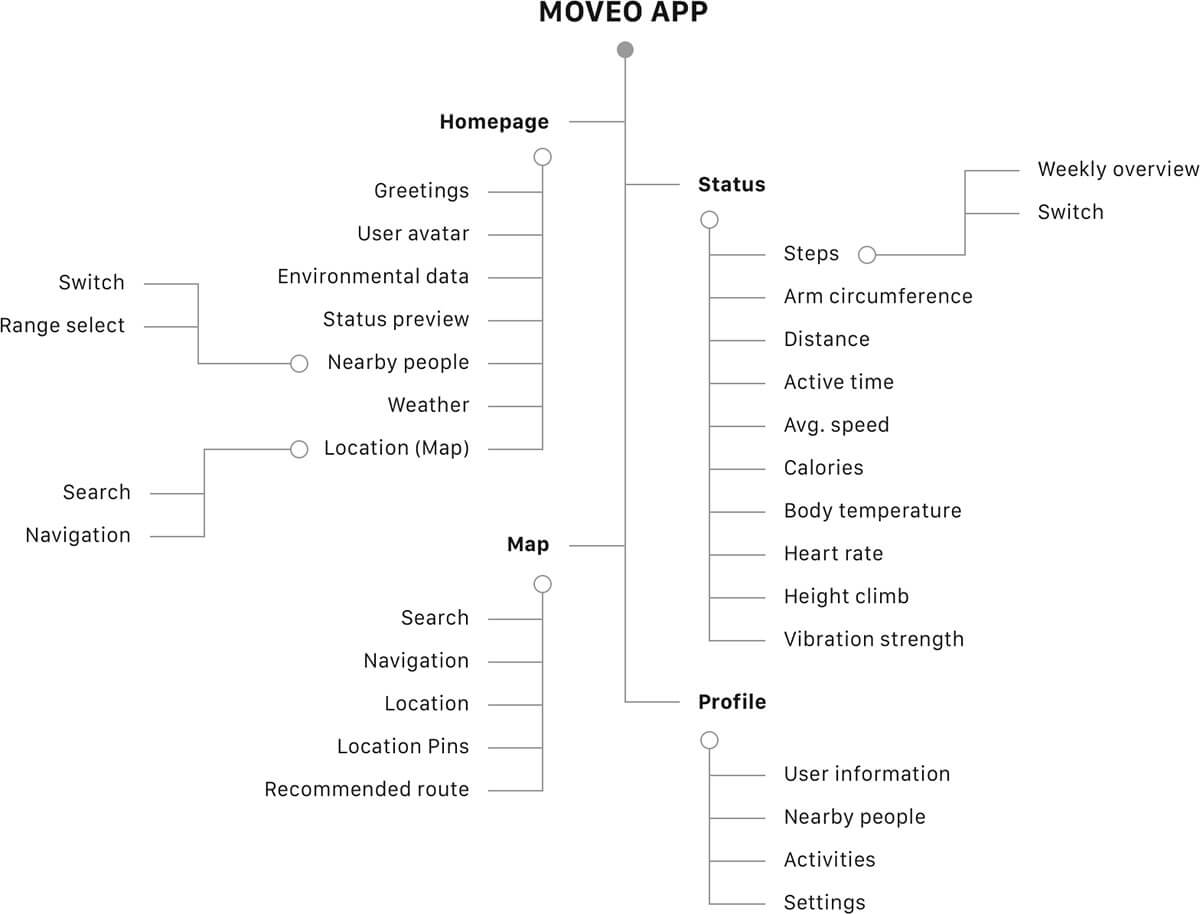 MOVEO APP
Homepage
Greetings
User avatar
Environmental data
Status preview
Nearby people
Switch
Range select
Weather
Location (Map)
Search
Navigation
Map
Search
Navigation
Location
Location Pins
Recommended route
Status
Steps
Weekly overview
Switch
Arm circumference
Distance
Active time
Avg. speed
Calories
Body temperature
Heart rate
Height climb
Vibration strength
Profile
User information
Nearby people
Activities
Settings